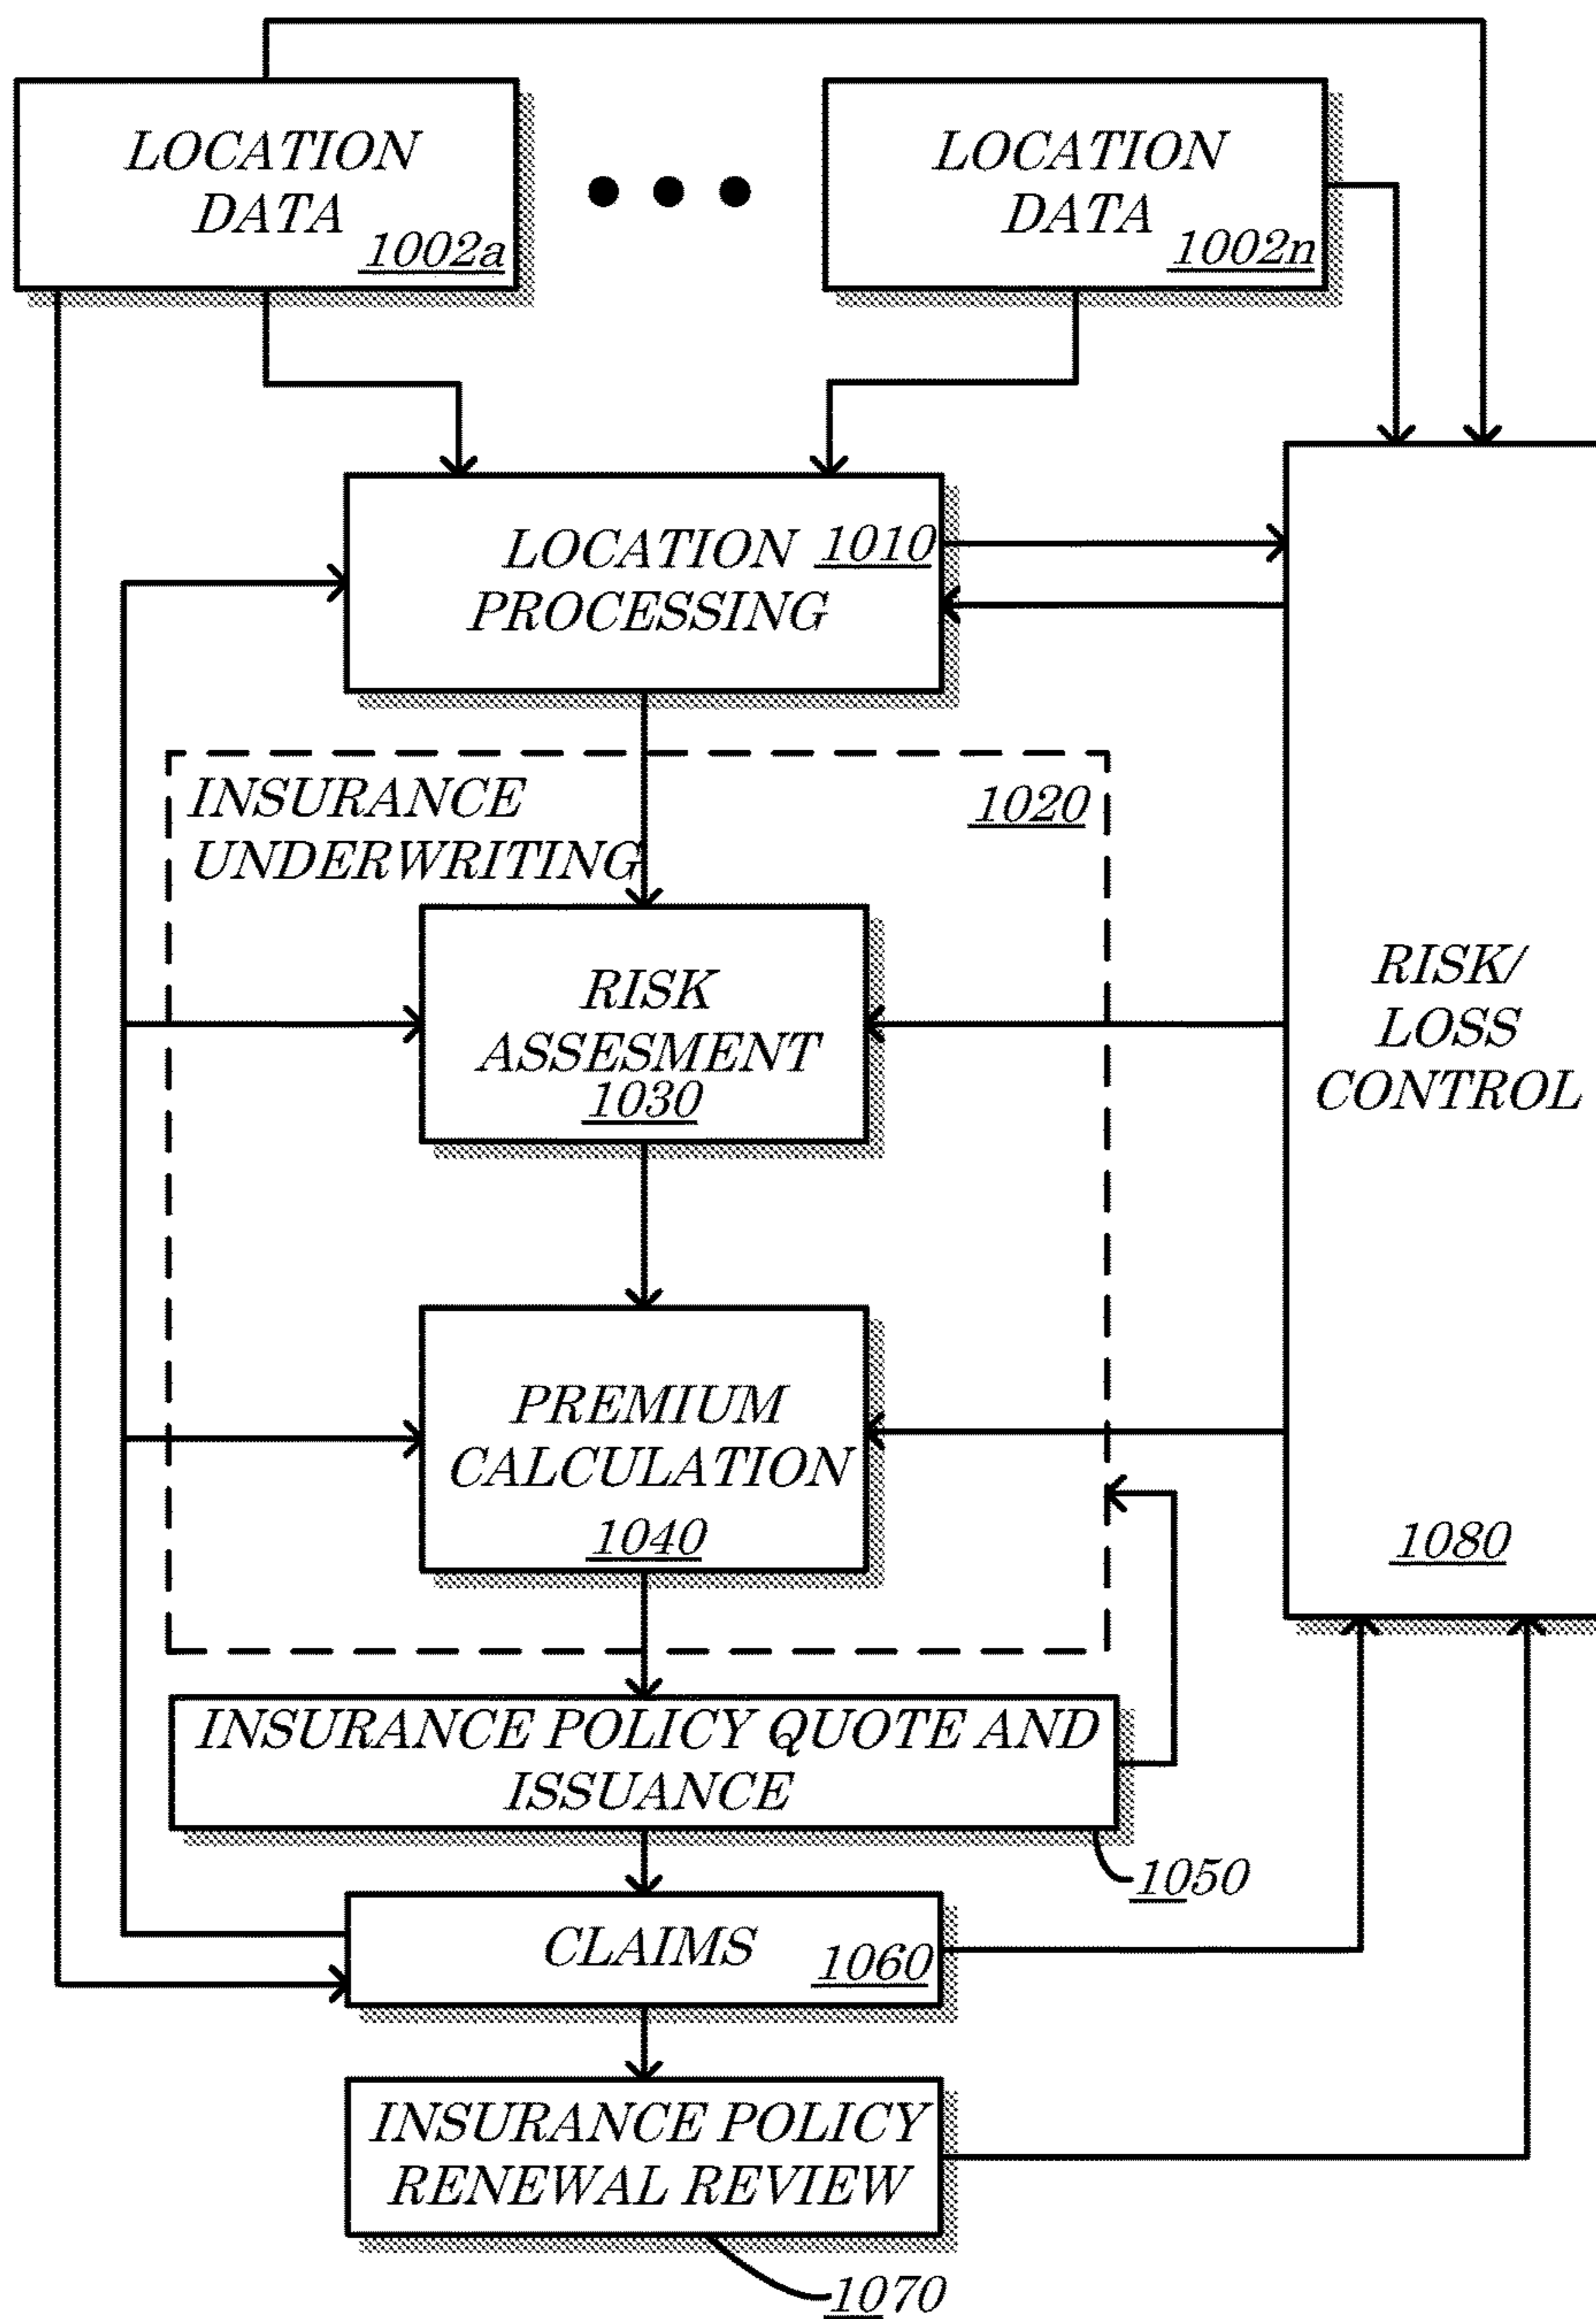 LOCATION
DATA
1002a
LOCATION
DATA
1002n
LOCATION 1010
PROCESSING
INSURANCE
UNDERWRITING
1020
RISK
ASSESMENT
1030
RISK/
LOSS
CONTROL
1080
PREMIUM
CALCULATION
1040
INSURANCE POLICY QUOTE AND
ISSUANCE
1050
CLAIMS
1060
INSURANCE POLICY
RENEWAL REVIEW
1070